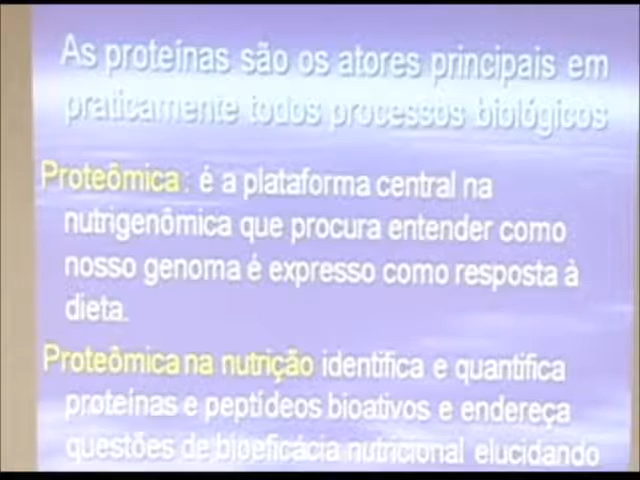 As proteínas são os atores principais em
praticamente todos processos biológicos
Proteômica : é a plataforma central na
nutrigenômica que procura entender como
nosso genoma é expresso como resposta à
dieta.
Proteômica na nutrição identifica e quantifica
proteínas e peptídeos bioativos e endereça
questões de bioeficácia nutricional elucidando